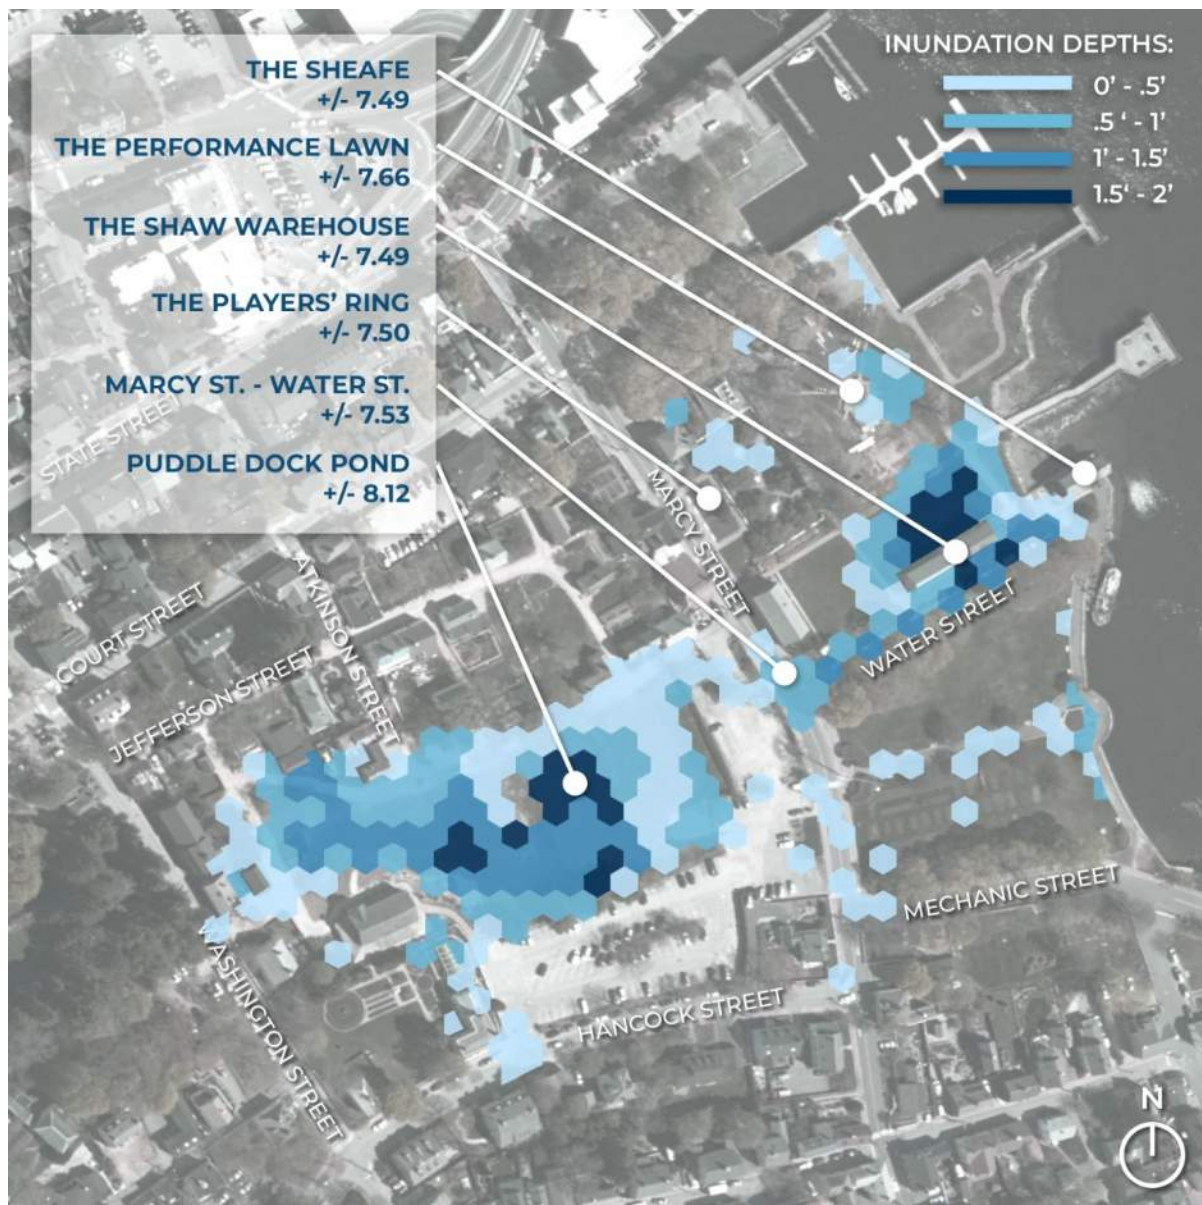 THE SHEAFE
+/- 7.49
THE PERFORMANCE LAWN
+/- 7.66
THE SHAW WAREHOUSE
+/- 7.49
THE PLAYERS’ RING
+/- 7.50
MARCY ST. - WATER ST.
+/- 7.53
PUDDLE DOCK POND
+/- 8.12
INUNDATION DEPTHS:
0' - .5'
.5 ‘ - 1'
1' - 1.5'
1.5‘ - 2'
STATE STREET
MARCY STREET
COURT STREET
ATKINSON STREET
JEFFERSON STREET
WATER STREET
MECHANIC STREET
WASHINGTON STREET
HANCOCK STREET
N